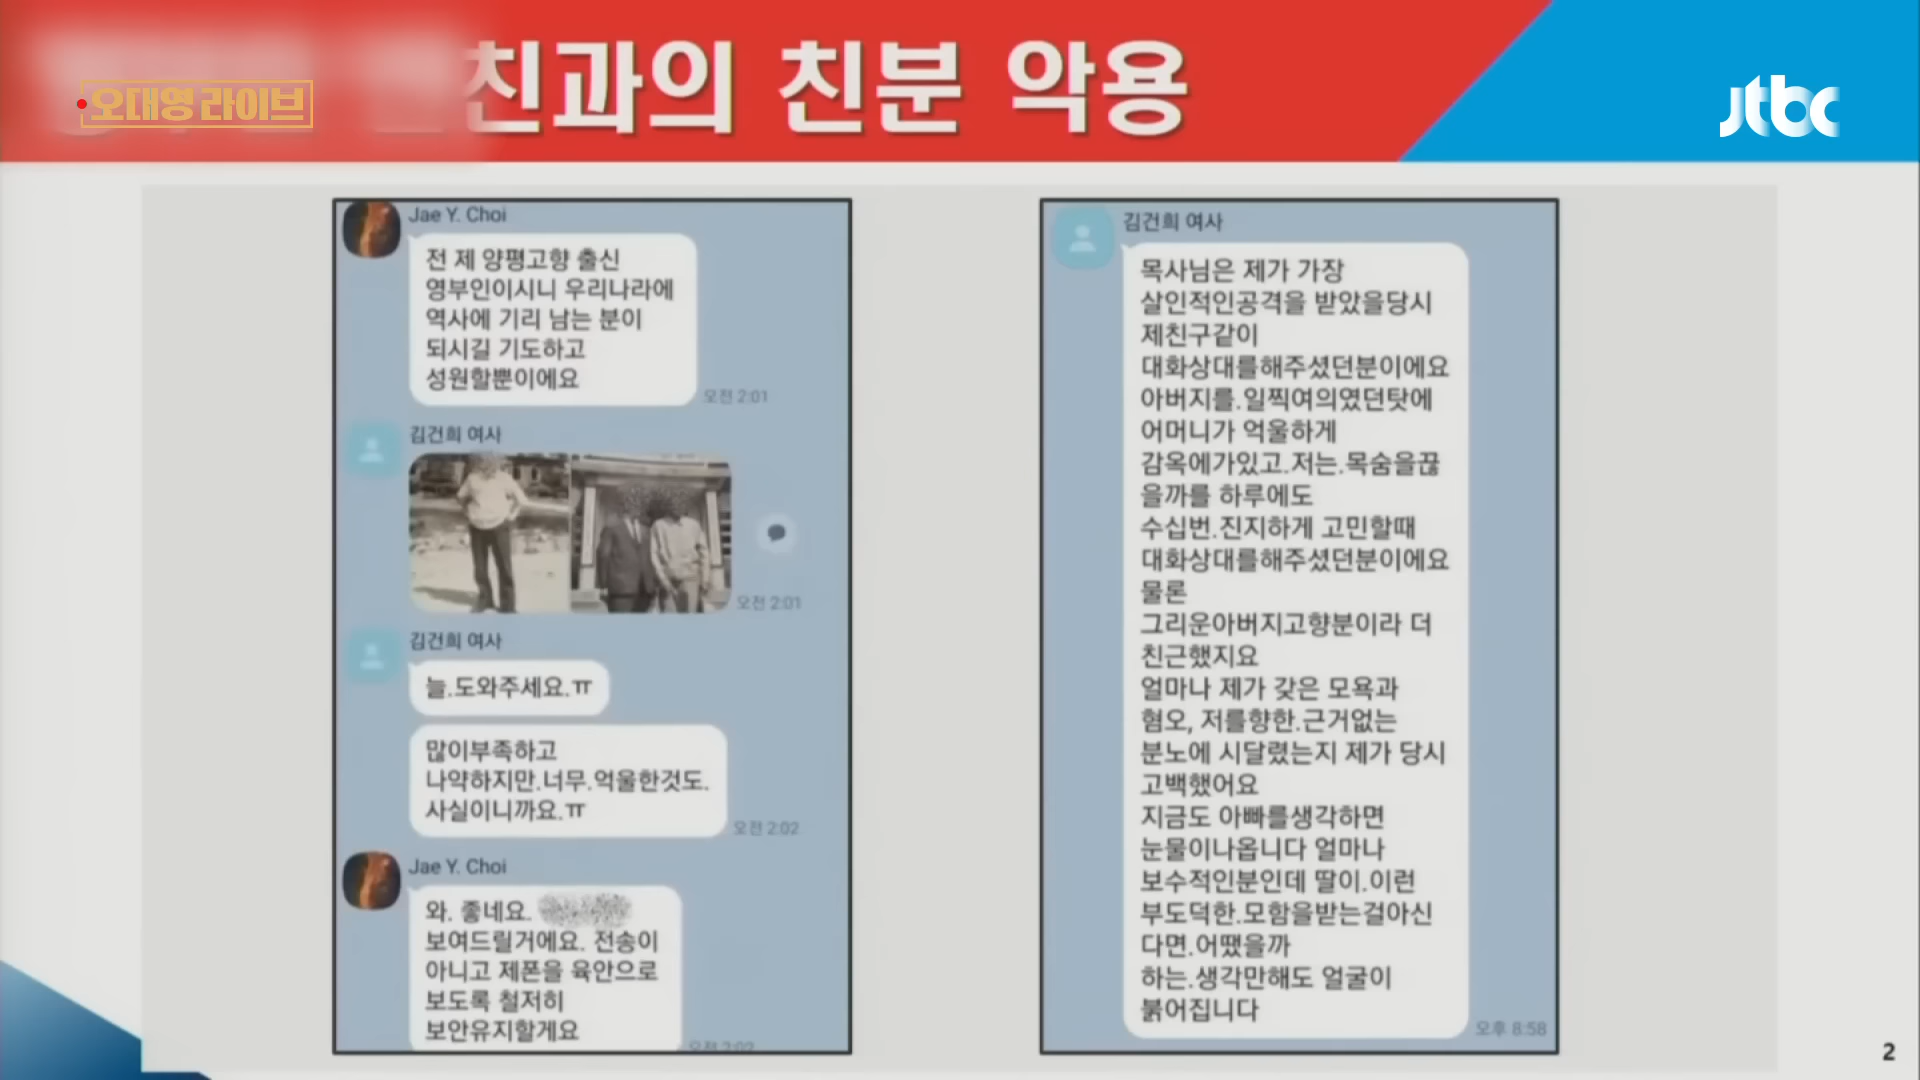 친과의 친분 악용
오대영 라이브
jtbc
Jae Y. Choi
전 제 양평고향 출신
영부인이시니 우리나라에
역사에 기리 남는 분이
되시길 기도하고
성원할뿐이에요
오전 2:01
김건희 여사
오전 2:01
김건희 여사
늘.도와주세요.ㅠ
많이부족하고
나약하지만.너무.억울한것도.
사실이니까요.ㅠ
오전 2:02
Jae Y. Choi
와. 좋네요.
보여드릴거에요. 전송이
아니고 제폰을 육안으로
보도록 철저히
보안유지할게요
오전 2:02
김건희 여사
목사님은 제가 가장
살인적인공격을 받았을당시
제친구같이
대화상대를해주셨던분이에요
아버지를.일찍여의였던탓에
어머니가 억울하게
감옥에가있고.저는.목숨을끊
을까를 하루에도
수십번.진지하게 고민할때
대화상대를해주셨던분이에요
물론
그리운아버지고향분이라 더
친근했지요
얼마나 제가 갖은 모욕과
혐오, 저를향한.근거없는
분노에 시달렸는지 제가 당시
고백했어요
지금도 아빠를생각하면
눈물이나옵니다 얼마나
보수적인분인데 딸이.이런
부도덕한.모함을받는걸아신
다면.어땠을까
하는.생각만해도 얼굴이
붉어집니다
오후 8:58
2